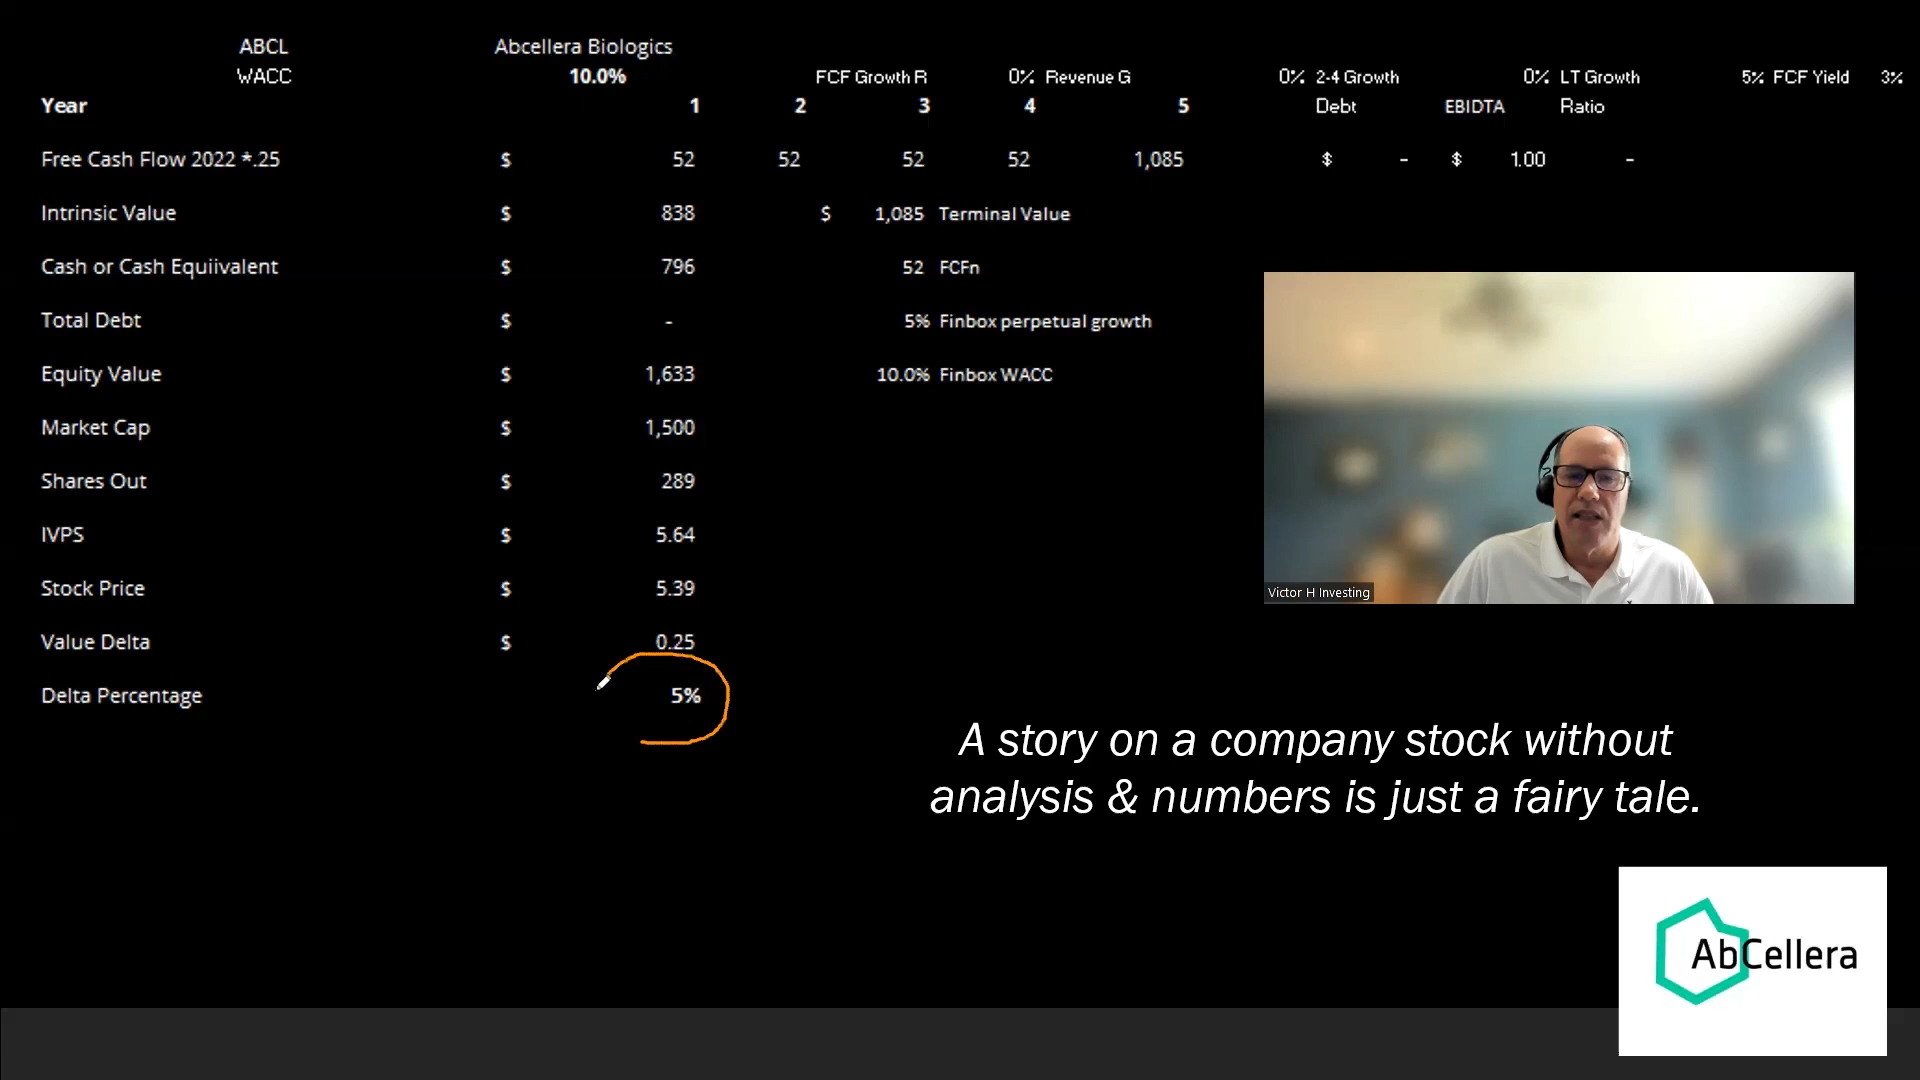 ABCL Abcellera Biologics
WACC 10.0% FCF Growth R 0% Revenue G 0% 2-4 Growth 0% LT Growth 5% FCF Yield 3%
Year 1 2 3 4 5 Debt EBIDTA Ratio
Free Cash Flow 2022 *.25 $ 52 52 52 52 1,085 $ - $ 1.00 -
Intrinsic Value $ 838 $ 1,085 Terminal Value
Cash or Cash Equiivalent $ 796 52 FCFn
Total Debt $ - 5% Finbox perpetual growth
Equity Value $ 1,633 10.0% Finbox WACC
Market Cap $ 1,500
Shares Out $ 289
IVPS $ 5.64
Stock Price $ 5.39
Value Delta $ 0.25
Delta Percentage 5%
Victor H Investing
A story on a company stock without
analysis & numbers is just a fairy tale.
AbCellera